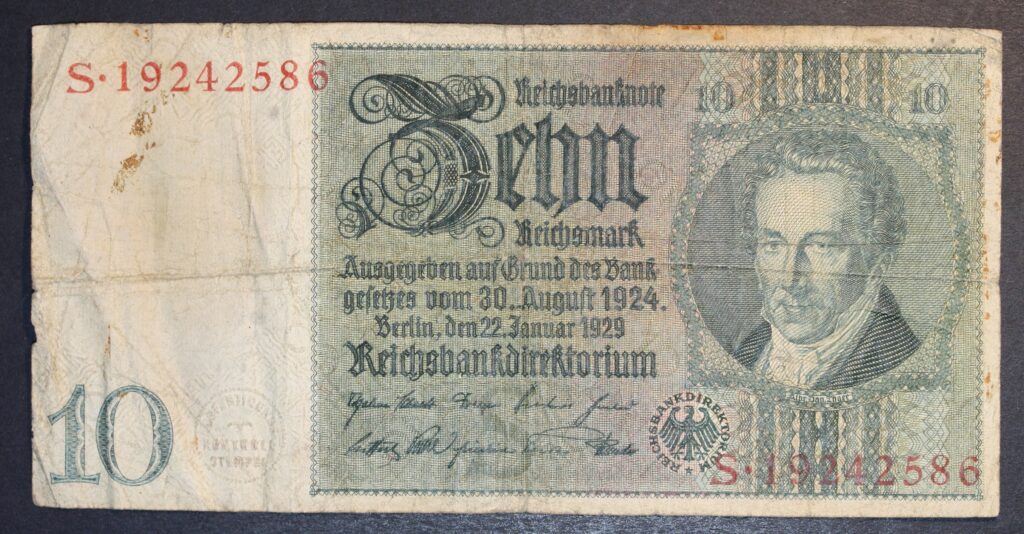 S·19242586
Reichsbanknote
Zehn
Reichsmark
Ausgegeben auf Grund des Bank
gesetzes vom 30. August 1924.
Berlin, den 22. Januar 1929
Reichsbankdirektorium
10 10
REICHSBANKDIREKTORIUM
10
S·19242586